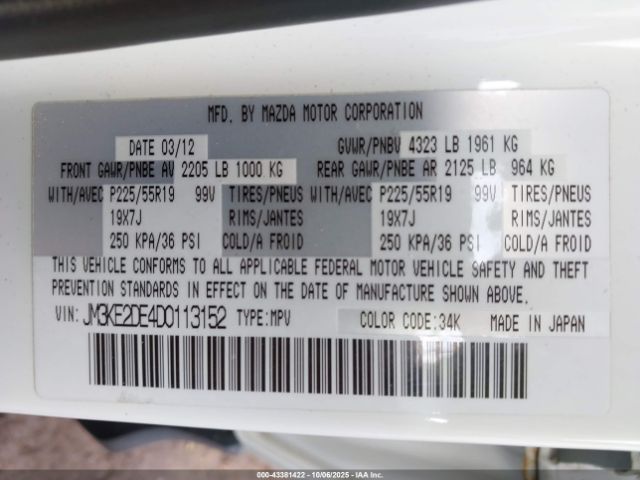 MFD. BY MAZDA MOTOR CORPORATION
DATE 03/12 GVWR/PNBV 4323 LB 1961 KG
FRONT GAWR/PNBE AV 2205 LB 1000 KG REAR GAWR/PNBE AR 2125 LB 964 KG
WITH/AVEC P225/55R19 99V TIRES/PNEUS WITH/AVEC P225/55R19 99V TIRES/PNEUS
19X7J RIMS/JANTES 19X7J RIMS/JANTES
250 KPA/36 PSI COLD/A FROID 250 KPA/36 PSI COLD/A FROID
THIS VEHICLE CONFORMS TO ALL APPLICABLE FEDERAL MOTOR VEHICLE SAFETY AND THEFT
PREVENTION STANDARDS IN EFFECT ON THE DATE OF MANUFACTURE SHOWN ABOVE.
VIN: JM3KE2DE4D0113152 TYPE:MPV COLOR CODE:34K MADE IN JAPAN
000-43381422 | 10/06/2025 | Copyright © IAA, LLC